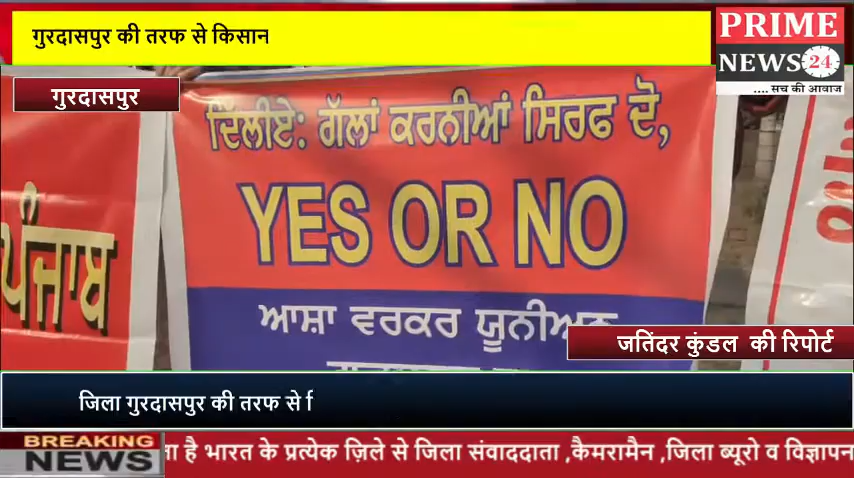 गुरदासपुर की तरफ से किसान
PRIME
NEWS 24
.... सच की आवाज
गुरदासपुर
ਦਿੱਲੀਏ: ਗੱਲਾਂ ਕਰਨੀਆਂ ਸਿਰਫ ਦੋ,
YES OR NO
ਪੰਜਾਬ
ਆਸ਼ਾ ਵਰਕਰ ਯੂਨੀਅਨ
जतिंदर कुंडल की रिपोर्ट
जिला गुरदासपुर की तरफ से
BREAKING
NEWS
है भारत के प्रत्येक ज़िले से जिला संवाददाता ,कैमरामैन ,जिला ब्यूरो व विज्ञापन